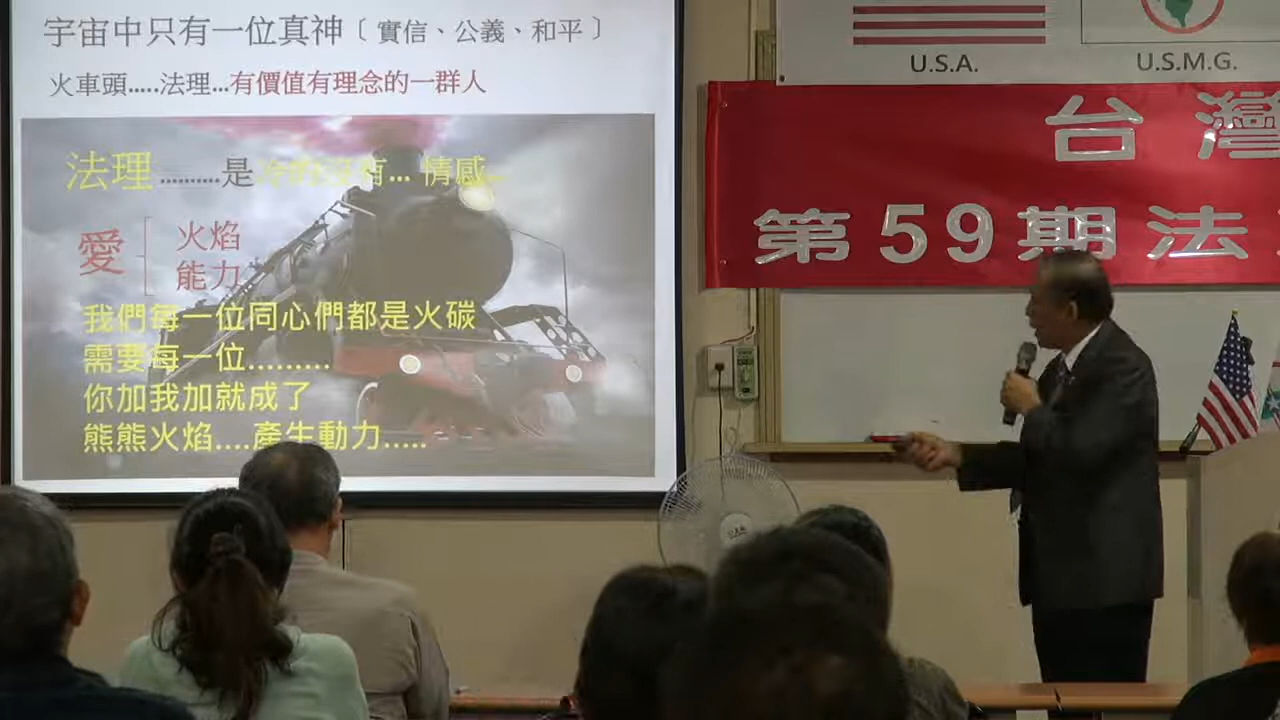 宇宙中只有一位真神〔 實信、公義、和平 〕
火車頭.....法理...有價值有理念的一群人
法理..........是冷的沒有... 情感..
愛
火焰
能力
我們每一位同心們都是火碳
需要每一位.........
你加我加就成了
熊熊火焰....產生動力.....
U.S.A.
U.S.M.G.
台灣
第59期法